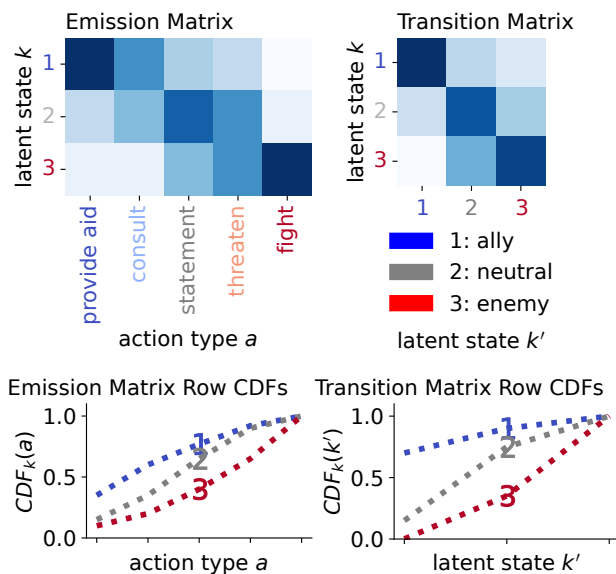 Emission Matrix
latent state k
1
2
3
provide aid
consult
statement
threaten
fight
action type a
Transition Matrix
latent state k
1
2
3
1 2 3
1: ally
2: neutral
3: enemy
latent state k′
Emission Matrix Row CDFs
CDFₖ(a)
1.0
0.5
0.0
1
2
3
action type a
Transition Matrix Row CDFs
CDFₖ(k′)
1.0
0.5
0.0
1
2
3
latent state k′